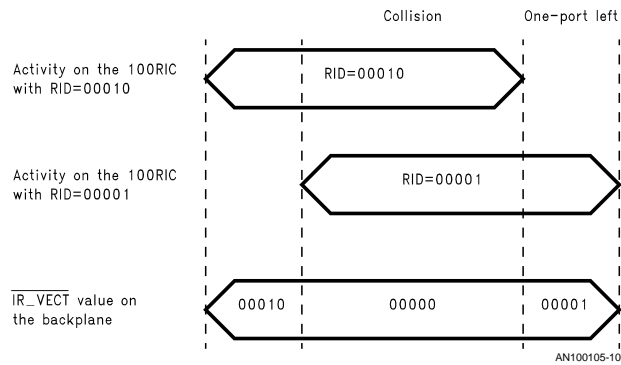 Collision One-port left
Activity on the 100RIC
with RID=00010
RID=00010
Activity on the 100RIC
with RID=00001
RID=00001
IR_VECT value on
the backplane
00010 00000 00001
AN100105-10